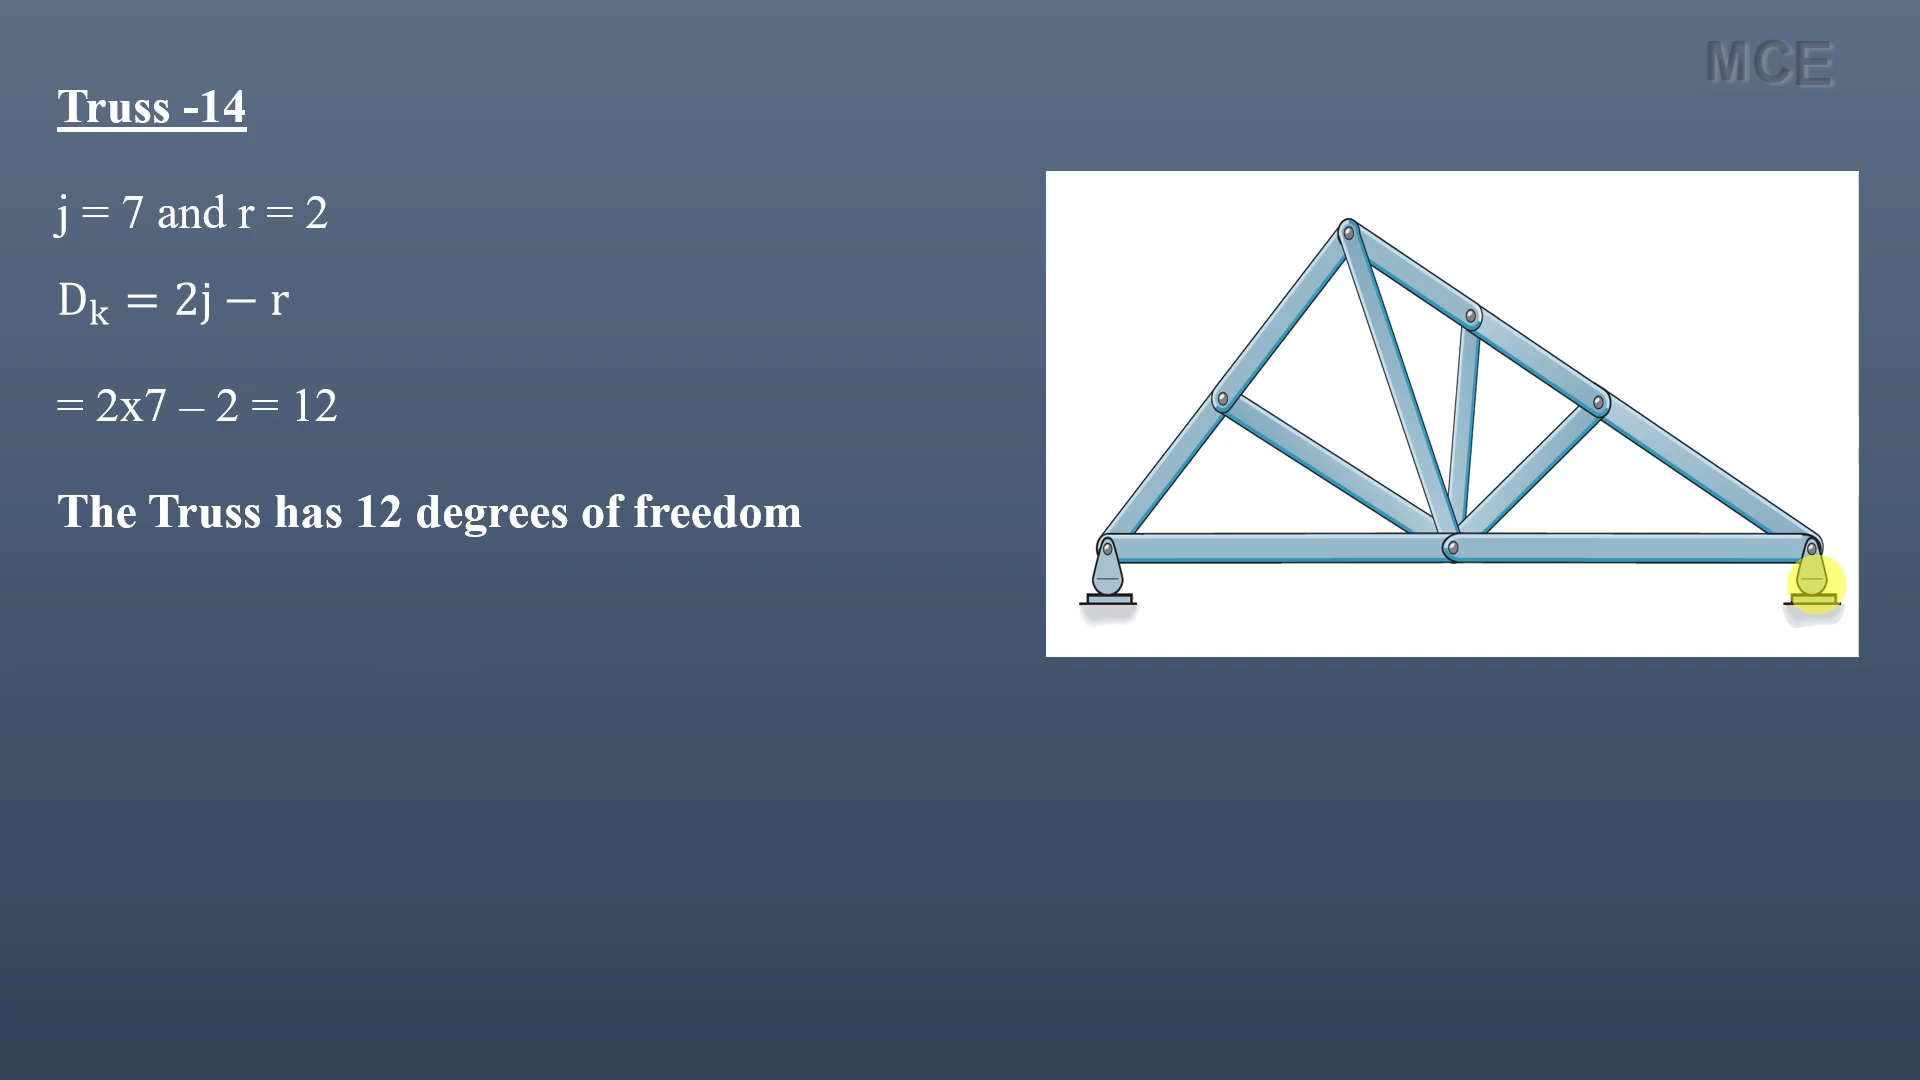 MCE
Truss -14
j = 7 and r = 2
Dₖ = 2j − r
= 2x7 – 2 = 12
The Truss has 12 degrees of freedom